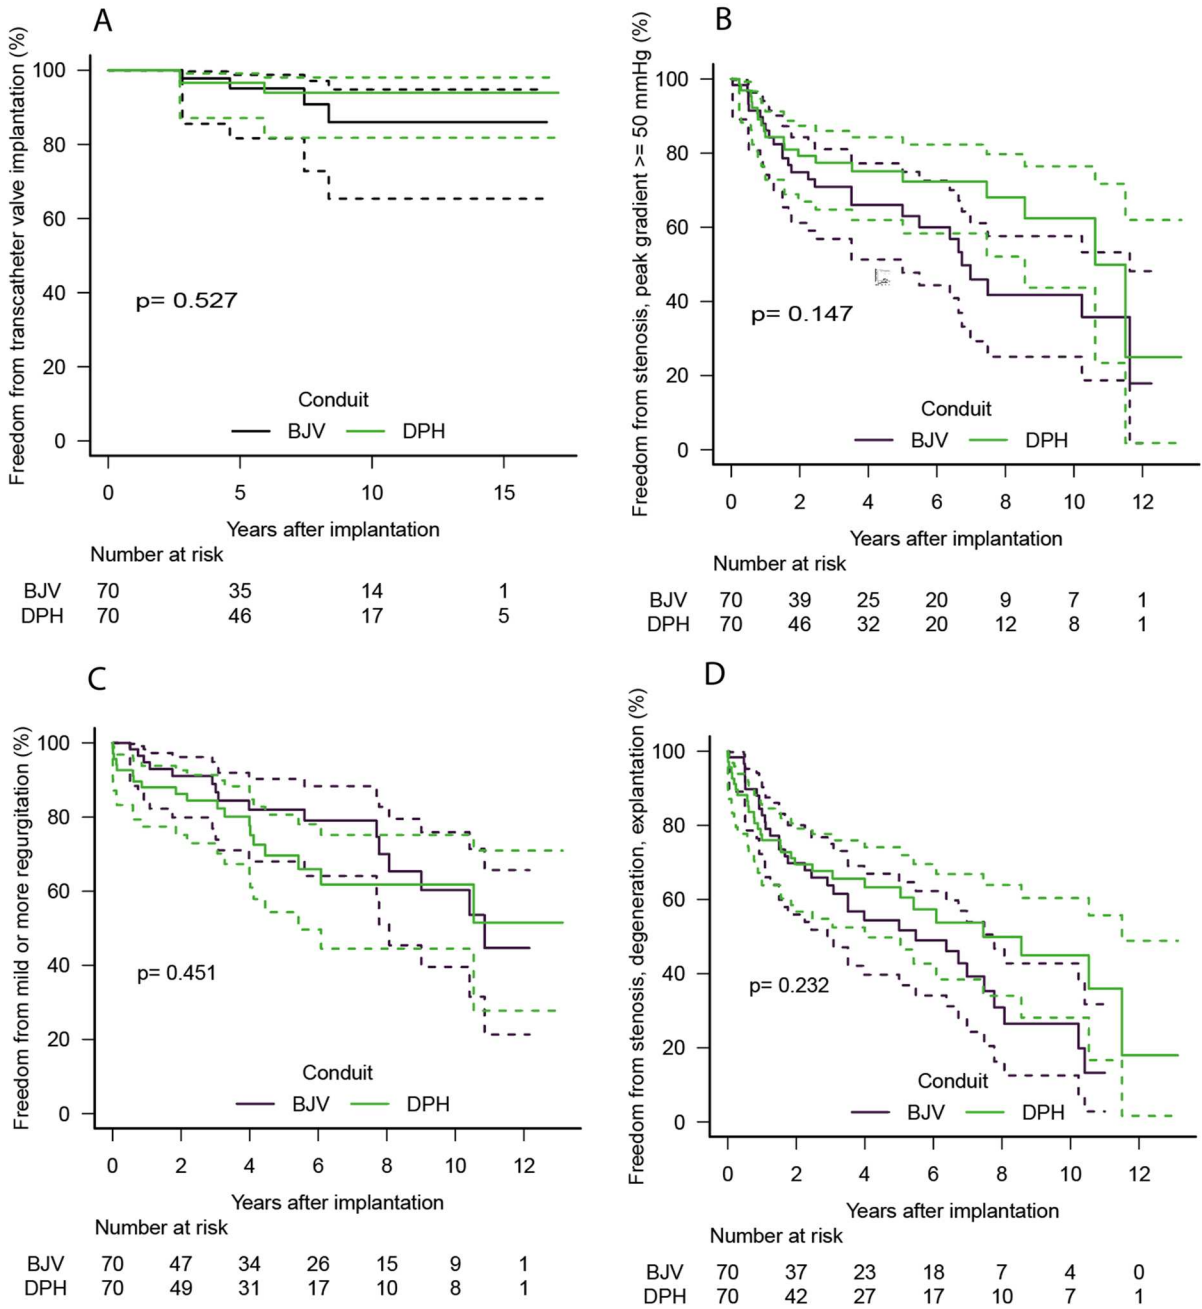 A
Freedom from transcatheter valve implantation (%)
100
80
60
40
20
0
p= 0.527
Conduit
BJV DPH
0 5 10 15
Years after implantation
Number at risk
BJV 70 35 14 1
DPH 70 46 17 5
B
Freedom from stenosis, peak gradient >= 50 mmHg (%)
100
80
60
40
20
0
p= 0.147
Conduit
BJV DPH
0 2 4 6 8 10 12
Years after implantation
Number at risk
BJV 70 39 25 20 9 7 1
DPH 70 46 32 20 12 8 1
C
Freedom from mild or more regurgitation (%)
100
80
60
40
20
0
p= 0.451
Conduit
BJV DPH
0 2 4 6 8 10 12
Years after implantation
Number at risk
BJV 70 47 34 26 15 9 1
DPH 70 49 31 17 10 8 1
D
Freedom from stenosis, degeneration, explantation (%)
100
80
60
40
20
0
p= 0.232
Conduit
BJV DPH
0 2 4 6 8 10 12
Years after implantation
Number at risk
BJV 70 37 23 18 7 4 0
DPH 70 42 27 17 10 7 1